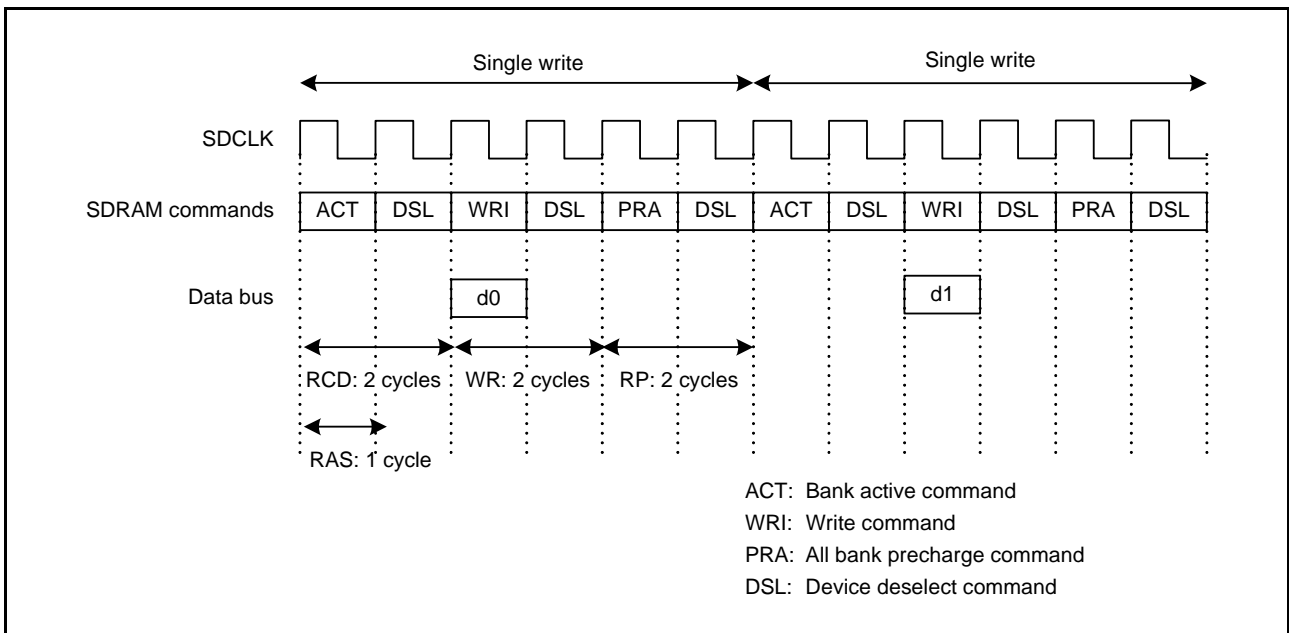 Single write Single write
SDCLK
SDRAM commands ACT DSL WRI DSL PRA DSL ACT DSL WRI DSL PRA DSL
Data bus d0 d1
RCD: 2 cycles WR: 2 cycles RP: 2 cycles
RAS: 1 cycle
ACT: Bank active command
WRI: Write command
PRA: All bank precharge command
DSL: Device deselect command